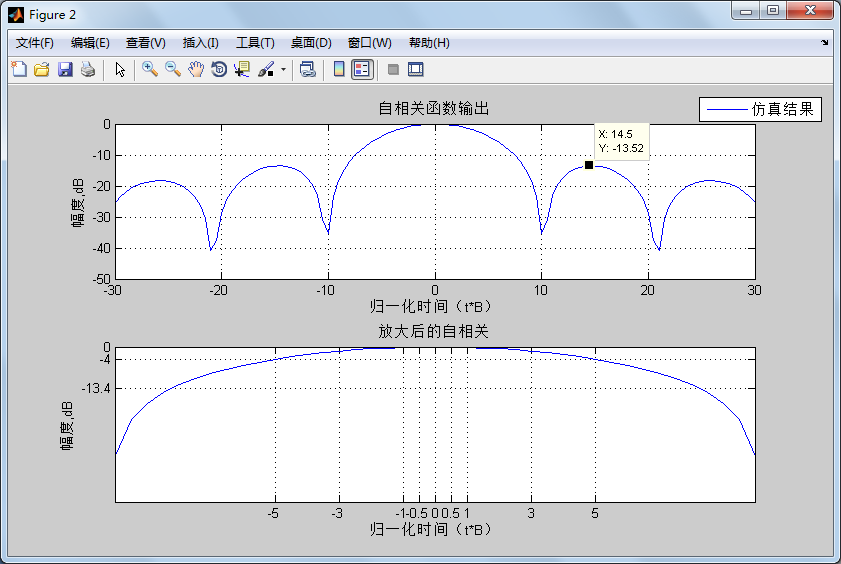 Figure 2
文件(F) 编辑(E) 查看(V) 插入(I) 工具(T) 桌面(D) 窗口(W) 帮助(H)
自相关函数输出
仿真结果
X: 14.5
Y: -13.52
0
-10
-20
-30
-40
-50
幅度,dB
-30 -20 -10 0 10 20 30
归一化时间（t*B）
放大后的自相关
0
-4
-13.4
幅度,dB
-5 -3 -1 -0.5 0 0.5 1 3 5
归一化时间（t*B）